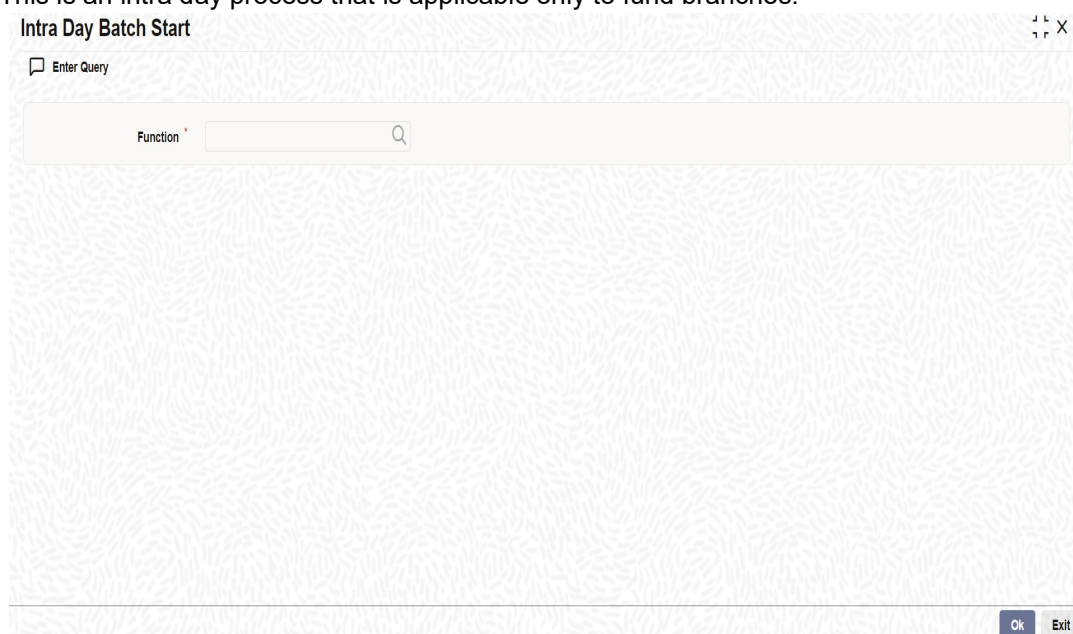 This is an intra day process that is applicable only to fund branches.
Intra Day Batch Start
Enter Query
Function *
Ok Exit